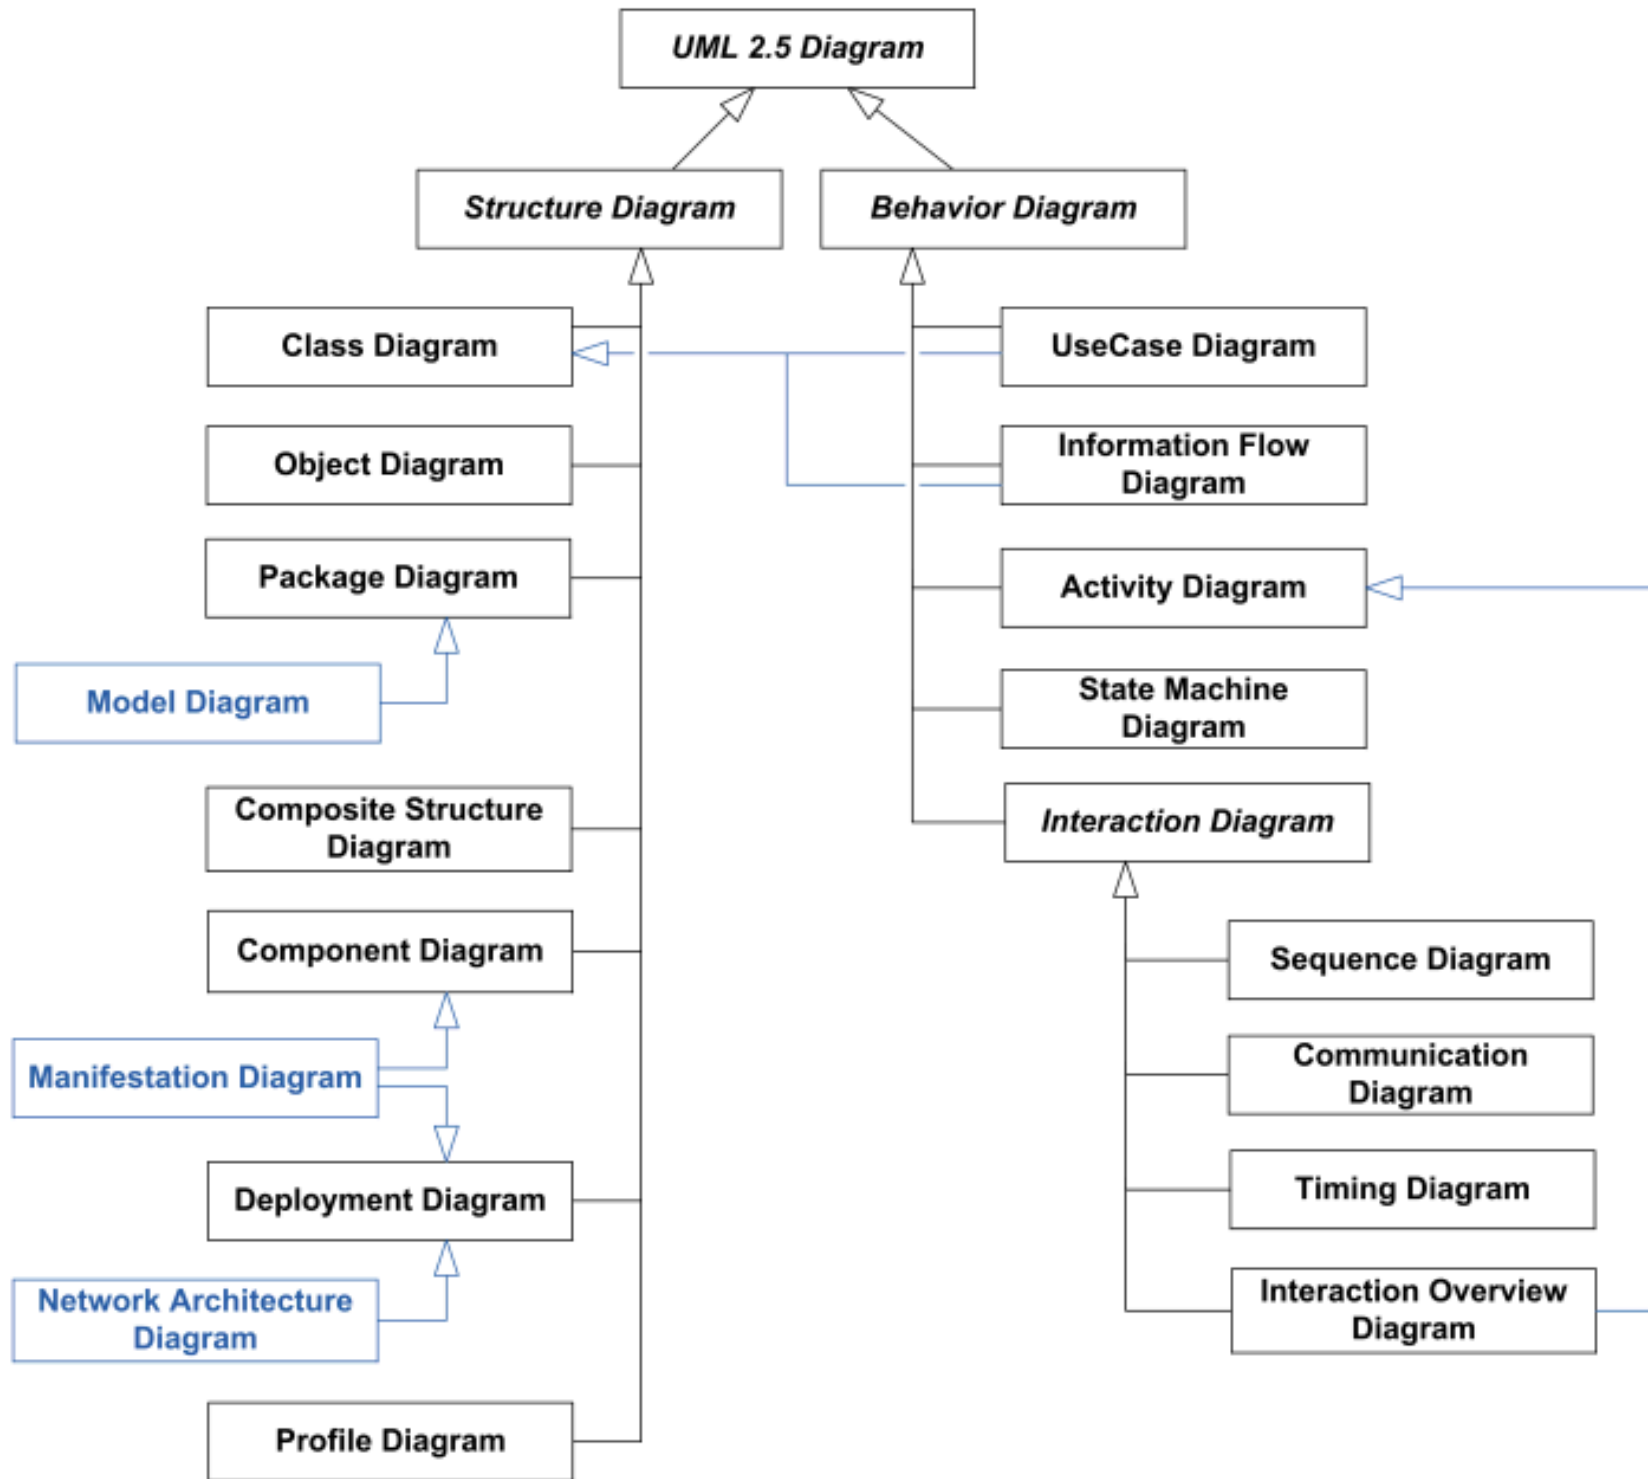 UML 2.5 Diagram
Structure Diagram
Behavior Diagram
Class Diagram
UseCase Diagram
Object Diagram
Information Flow
Diagram
Package Diagram
Activity Diagram
Model Diagram
State Machine
Diagram
Composite Structure
Diagram
Interaction Diagram
Component Diagram
Sequence Diagram
Manifestation Diagram
Communication
Diagram
Deployment Diagram
Timing Diagram
Network Architecture
Diagram
Interaction Overview
Diagram
Profile Diagram